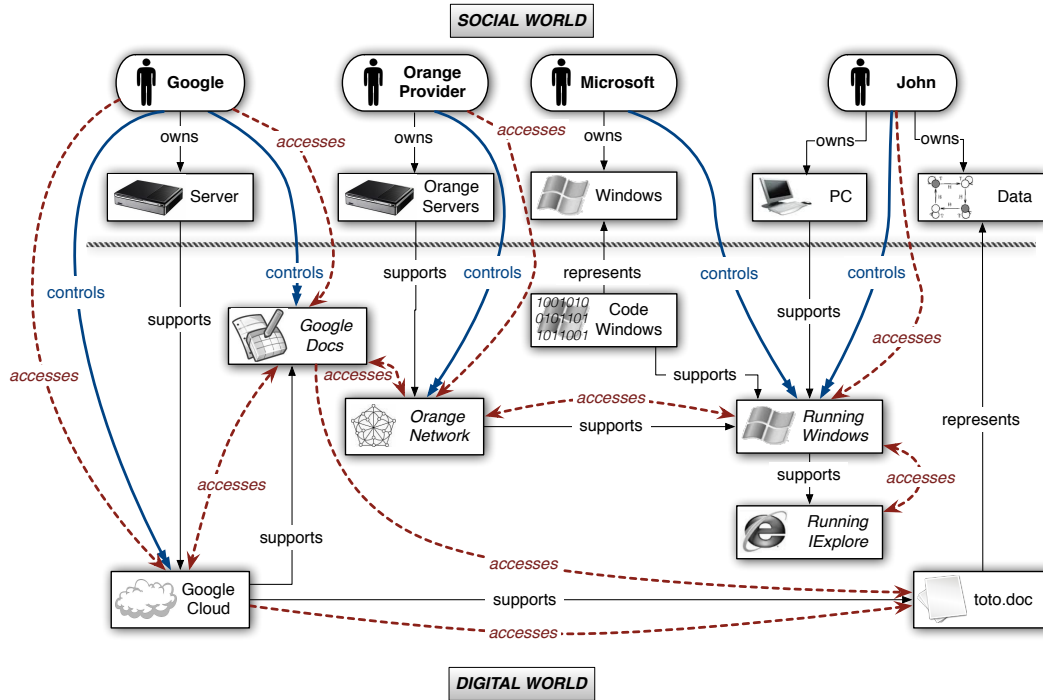 SOCIAL WORLD
Google
Orange
Provider
Microsoft
John
accesses
accesses
owns
owns
owns
owns
owns
Server
Orange
Servers
Windows
PC
Data
controls
controls
supports
controls
represents
controls
controls
accesses
supports
supports
Google
Docs
1001010
0101101
1011001
Code
Windows
accesses
accesses
supports
accesses
Orange
Network
supports
Running
Windows
represents
accesses
supports
accesses
Running
IExplore
supports
accesses
Google
Cloud
supports
toto.doc
accesses
DIGITAL WORLD